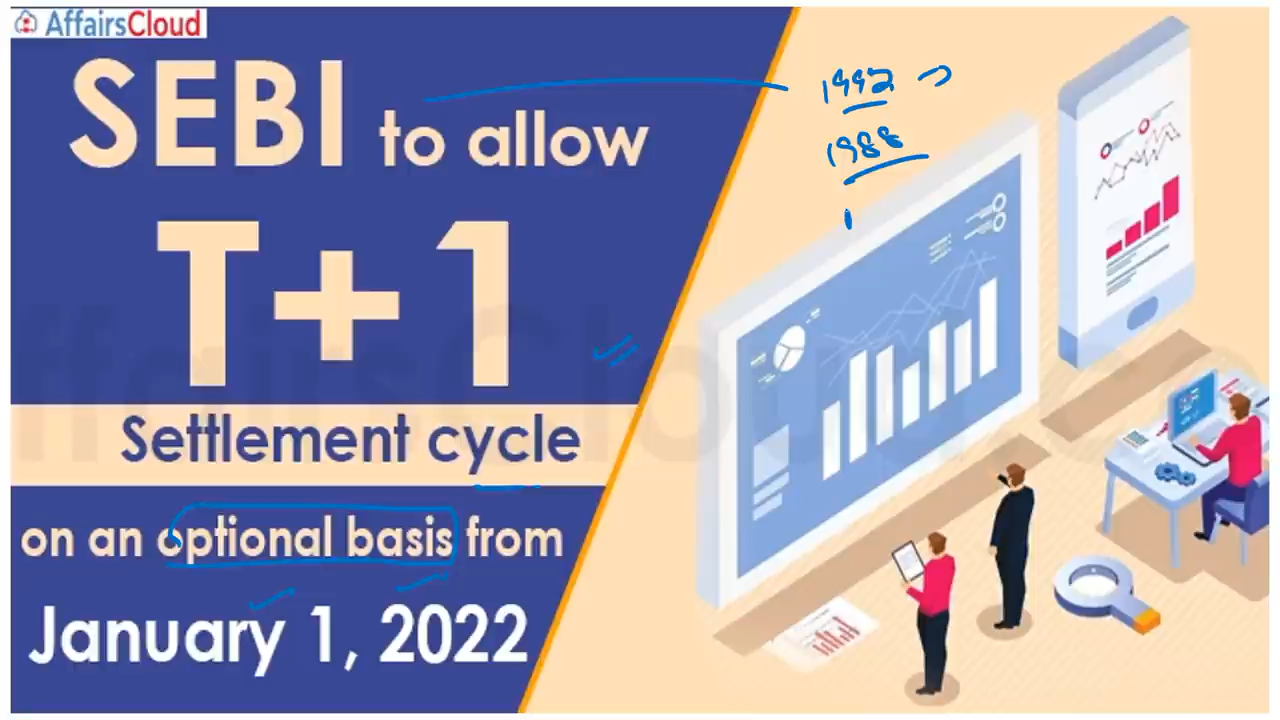 AffairsCloud
SEBI to allow
T+1
Settlement cycle
on an optional basis from
January 1, 2022
1992
1988